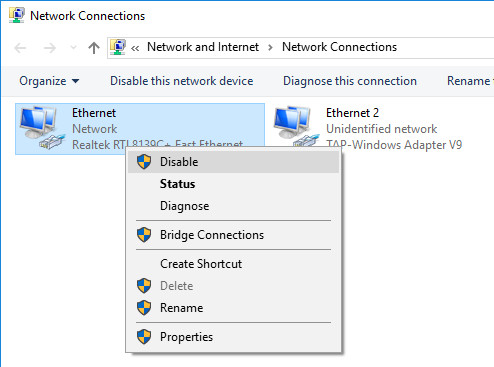 Network Connections
« Network and Internet › Network Connections
Organize Disable this network device Diagnose this connection Rename
Ethernet
Network
Realtek RTL8139C+ Fast Ethernet
Ethernet 2
Unidentified network
TAP-Windows Adapter V9
Disable
Status
Diagnose
Bridge Connections
Create Shortcut
Delete
Rename
Properties